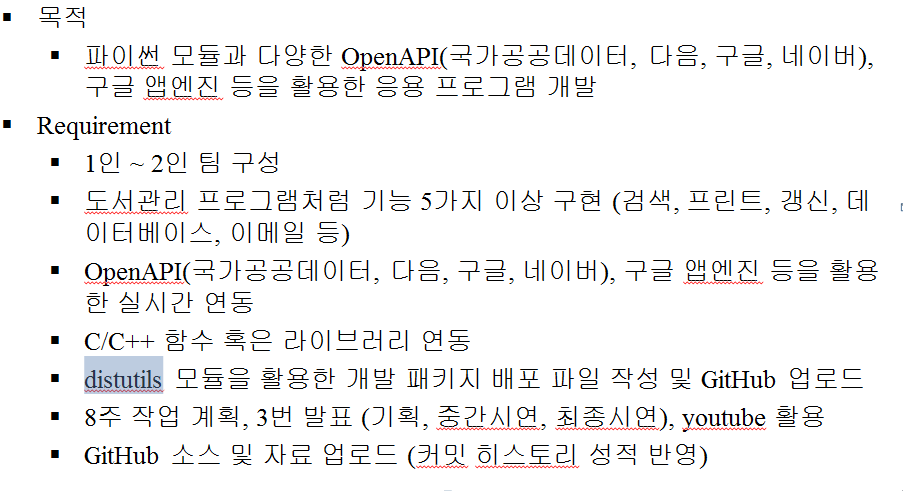 목적
파이썬 모듈과 다양한 OpenAPI(국가공공데이터, 다음, 구글, 네이버),
구글 앱엔진 등을 활용한 응용 프로그램 개발
Requirement
1인 ~ 2인 팀 구성
도서관리 프로그램처럼 기능 5가지 이상 구현 (검색, 프린트, 갱신, 데
이터베이스, 이메일 등)
OpenAPI(국가공공데이터, 다음, 구글, 네이버), 구글 앱엔진 등을 활용
한 실시간 연동
C/C++ 함수 혹은 라이브러리 연동
distutils 모듈을 활용한 개발 패키지 배포 파일 작성 및 GitHub 업로드
8주 작업 계획, 3번 발표 (기획, 중간시연, 최종시연), youtube 활용
GitHub 소스 및 자료 업로드 (커밋 히스토리 성적 반영)